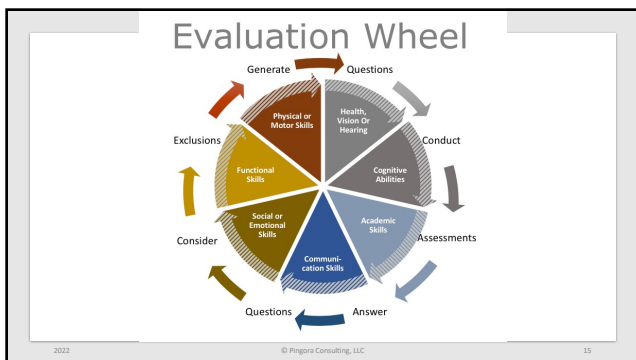 Evaluation Wheel
Generate
Questions
Physical or
Motor Skills
Health,
Vision Or
Hearing
Exclusions
Conduct
Functional
Skills
Cognitive
Abilities
Social or
Emotional
Skills
Academic
Skills
Consider
Assessments
Communi-
cation Skills
Questions
Answer
2022
© Pingora Consulting, LLC
15